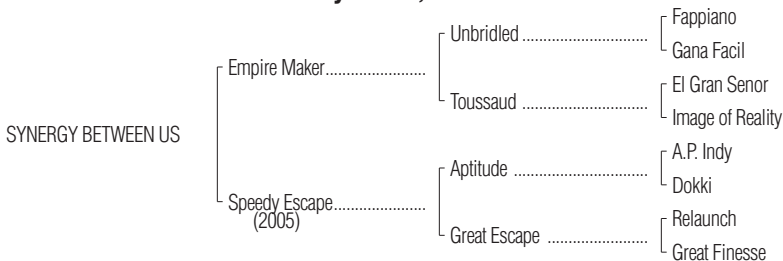 Unbridled
Fappiano
Gana Facil
Empire Maker
Toussaud
El Gran Senor
Image of Reality
SYNERGY BETWEEN US
Speedy Escape
(2005)
Aptitude
A.P. Indy
Dokki
Great Escape
Relaunch
Great Finesse